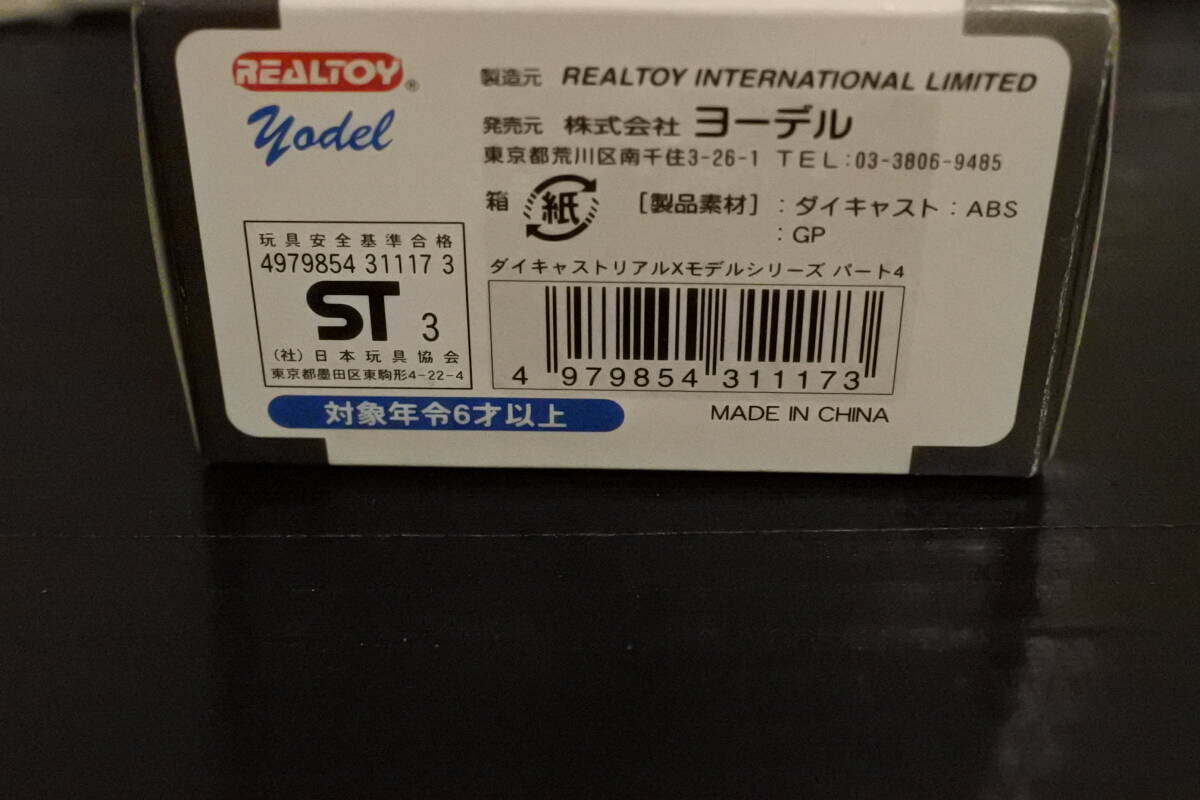 REALTOY®
yodel
製造元 REALTOY INTERNATIONAL LIMITED
発売元 株式会社 ヨーデル
東京都荒川区南千住3-26-1 TEL:03-3806-9485
箱 紙 [製品素材]:ダイキャスト:ABS
:GP
玩具安全基準合格
4979854 31117 3
ST 3
(社)日本玩具協会
東京都墨田区東駒形4-22-4
ダイキャストリアルXモデルシリーズ パート4
4 979854 311173
対象年令6才以上
MADE IN CHINA